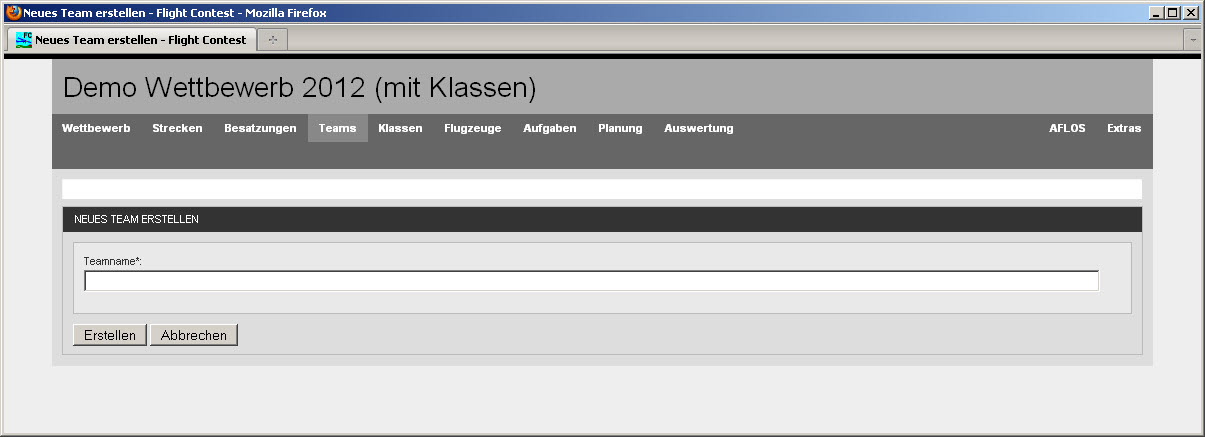 Neues Team erstellen - Flight Contest - Mozilla Firefox
FC Neues Team erstellen - Flight Contest
Demo Wettbewerb 2012 (mit Klassen)
Wettbewerb Strecken Besatzungen Teams Klassen Flugzeuge Aufgaben Planung Auswertung AFLOS Extras
NEUES TEAM ERSTELLEN
Teamname*:
Erstellen Abbrechen